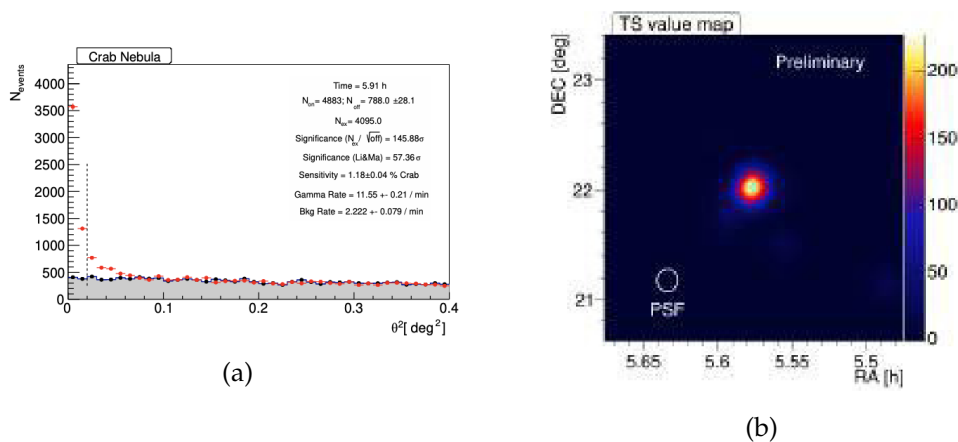 Crab Nebula
N_events
4000
3500
3000
2500
2000
1500
1000
500
0
Time = 5.91 h
N_on= 4883; N_off = 788.0 ±28.1
N_ex= 4095.0
Significance (N_ex/ √off) = 145.88σ
Significance (Li&Ma) = 57.36σ
Sensitivity = 1.18±0.04 % Crab
Gamma Rate = 11.55 +- 0.21 / min
Bkg Rate = 2.222 +- 0.079 / min
0 0.1 0.2 0.3 0.4
θ²[ deg²]
(a)
TS value map
DEC [deg]
Preliminary
23
22
21
PSF
5.65 5.6 5.55 5.5
RA [h]
200
150
100
50
0
(b)